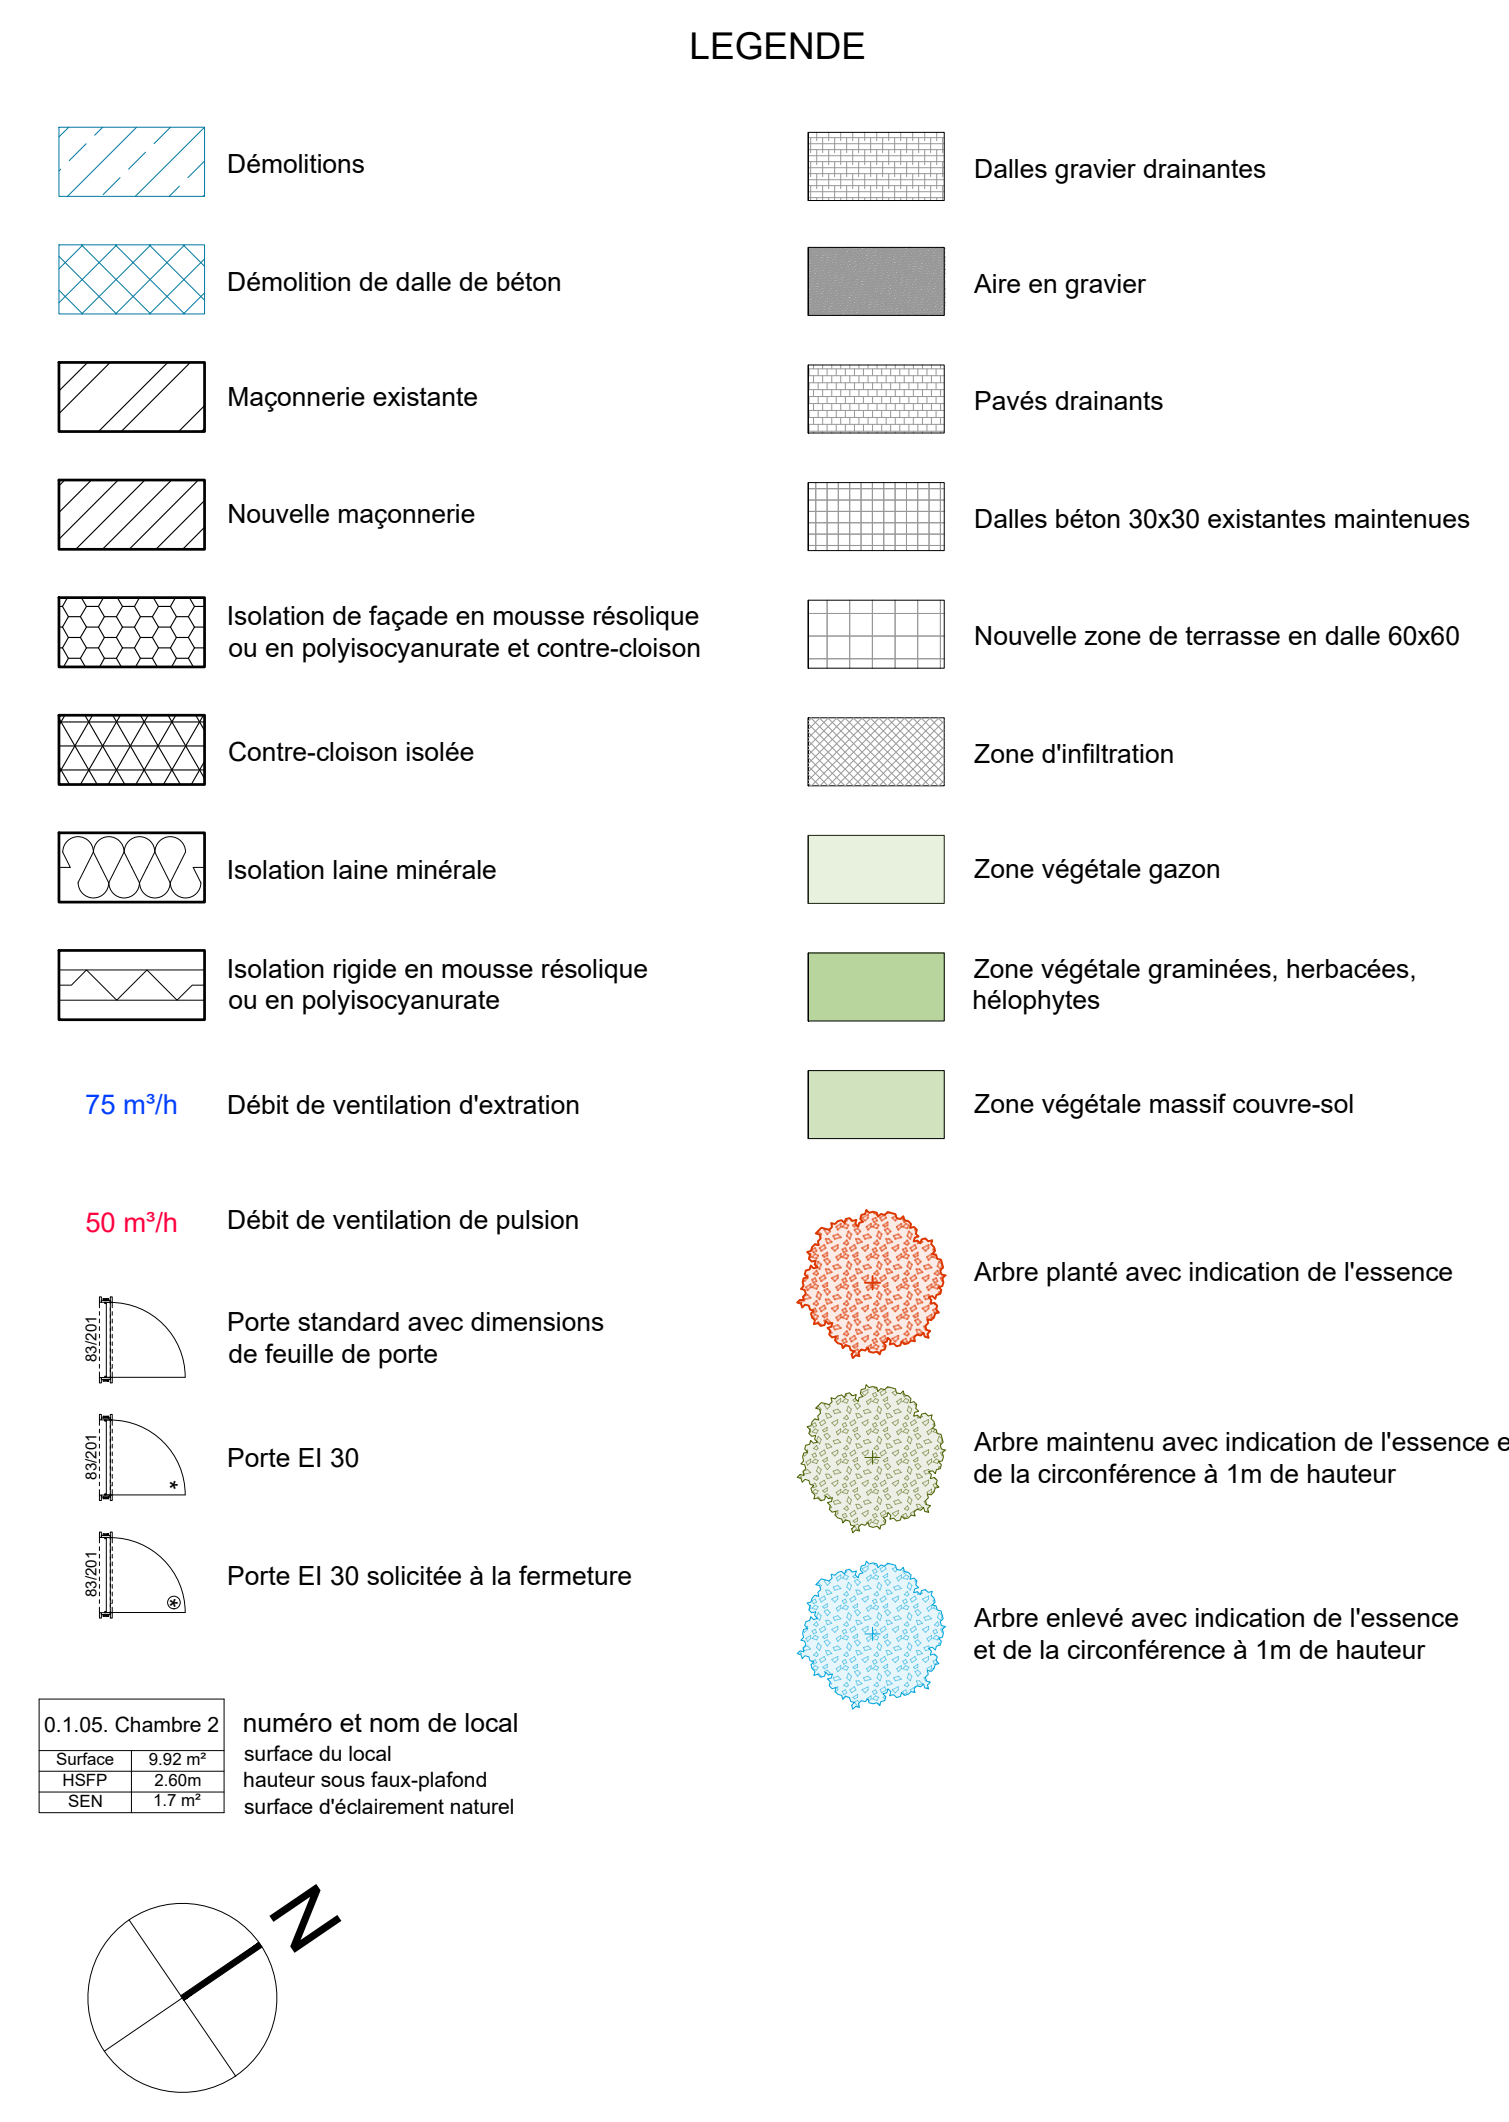 LEGENDE
Démolitions
Démolition de dalle de béton
Maçonnerie existante
Nouvelle maçonnerie
Isolation de façade en mousse résolique
ou en polyisocyanurate et contre-cloison
Contre-cloison isolée
Isolation laine minérale
Isolation rigide en mousse résolique
ou en polyisocyanurate
75 m³/h Débit de ventilation d'extration
50 m³/h Débit de ventilation de pulsion
83/201
Porte standard avec dimensions
de feuille de porte
83/201
*
Porte EI 30
83/201
*
Porte EI 30 solicitée à la fermeture
0.1.05. Chambre 2
Surface 9.92 m²
HSFP 2.60m
SEN 1.7 m²
numéro et nom de local
surface du local
hauteur sous faux-plafond
surface d'éclairement naturel
N
Dalles gravier drainantes
Aire en gravier
Pavés drainants
Dalles béton 30x30 existantes maintenues
Nouvelle zone de terrasse en dalle 60x60
Zone d'infiltration
Zone végétale gazon
Zone végétale graminées, herbacées,
hélophytes
Zone végétale massif couvre-sol
Arbre planté avec indication de l'essence
Arbre maintenu avec indication de l'essence e
de la circonférence à 1m de hauteur
Arbre enlevé avec indication de l'essence
et de la circonférence à 1m de hauteur